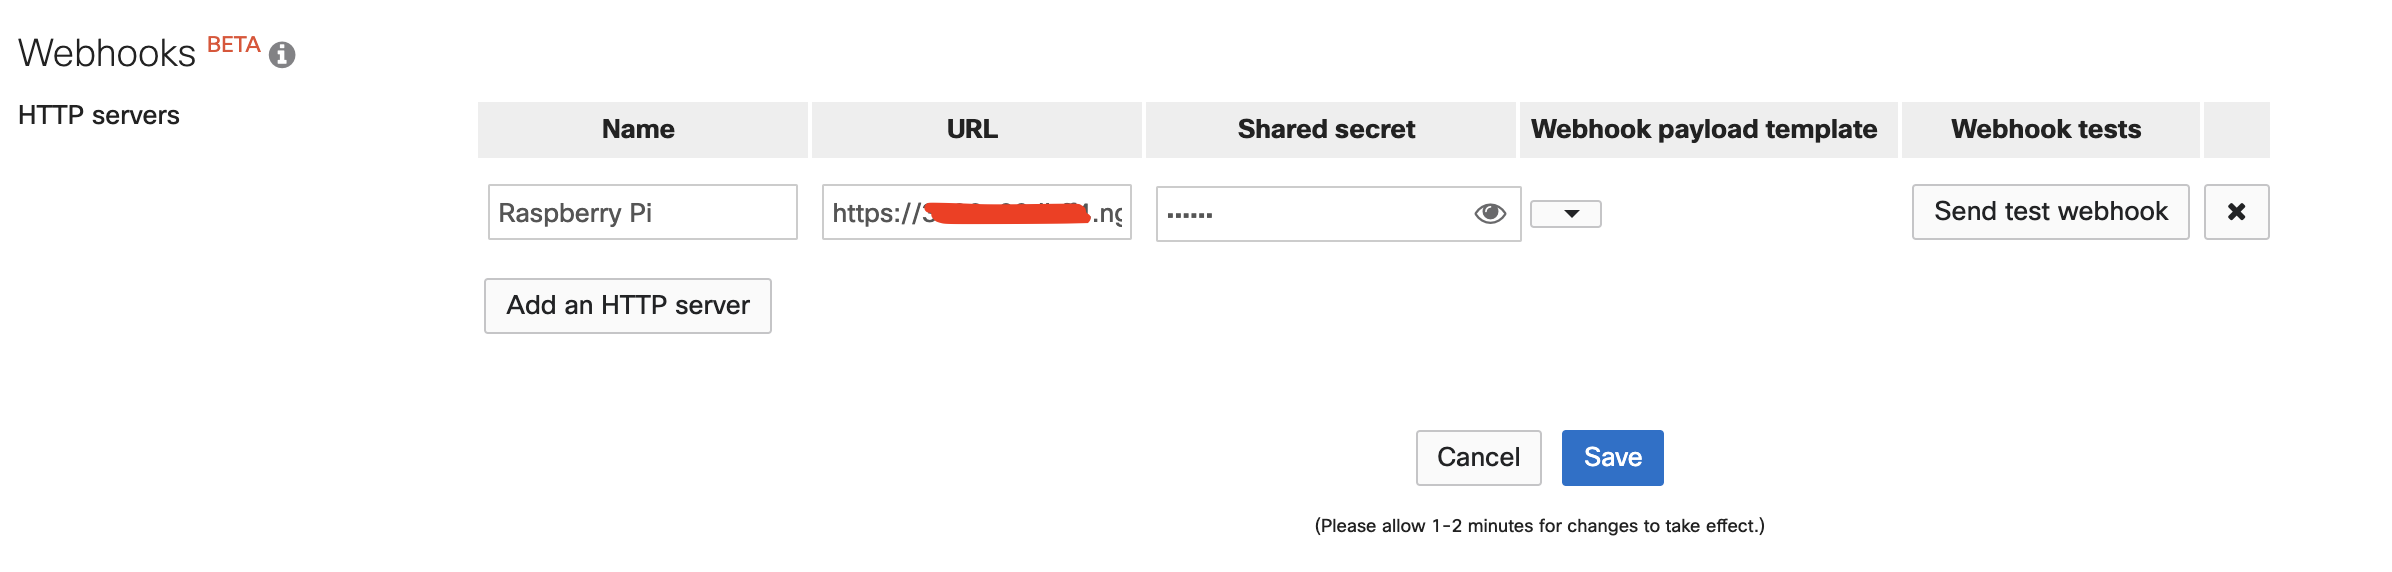 Webhooks BETA
HTTP servers
Name URL Shared secret Webhook payload template Webhook tests
Raspberry Pi https:// .ng Send test webhook
Add an HTTP server
Cancel Save
(Please allow 1-2 minutes for changes to take effect.)